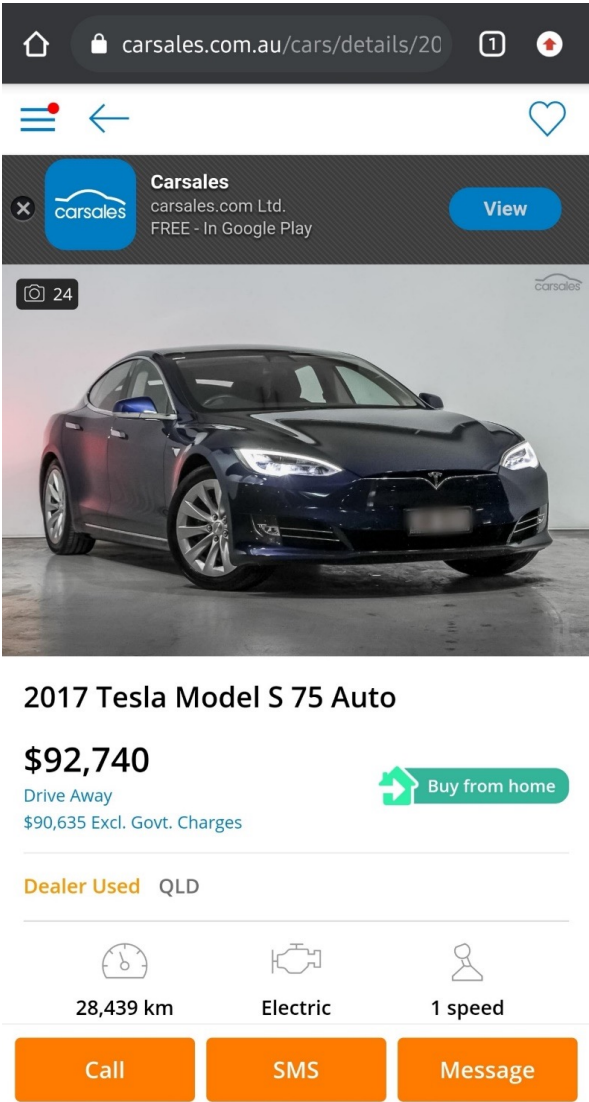 carsales.com.au/cars/details/20
1
carsales
Carsales
carsales.com Ltd.
FREE - In Google Play
View
24
carsales
2017 Tesla Model S 75 Auto
$92,740
Drive Away
$90,635 Excl. Govt. Charges
Buy from home
Dealer Used QLD
28,439 km
Electric
1 speed
Call
SMS
Message